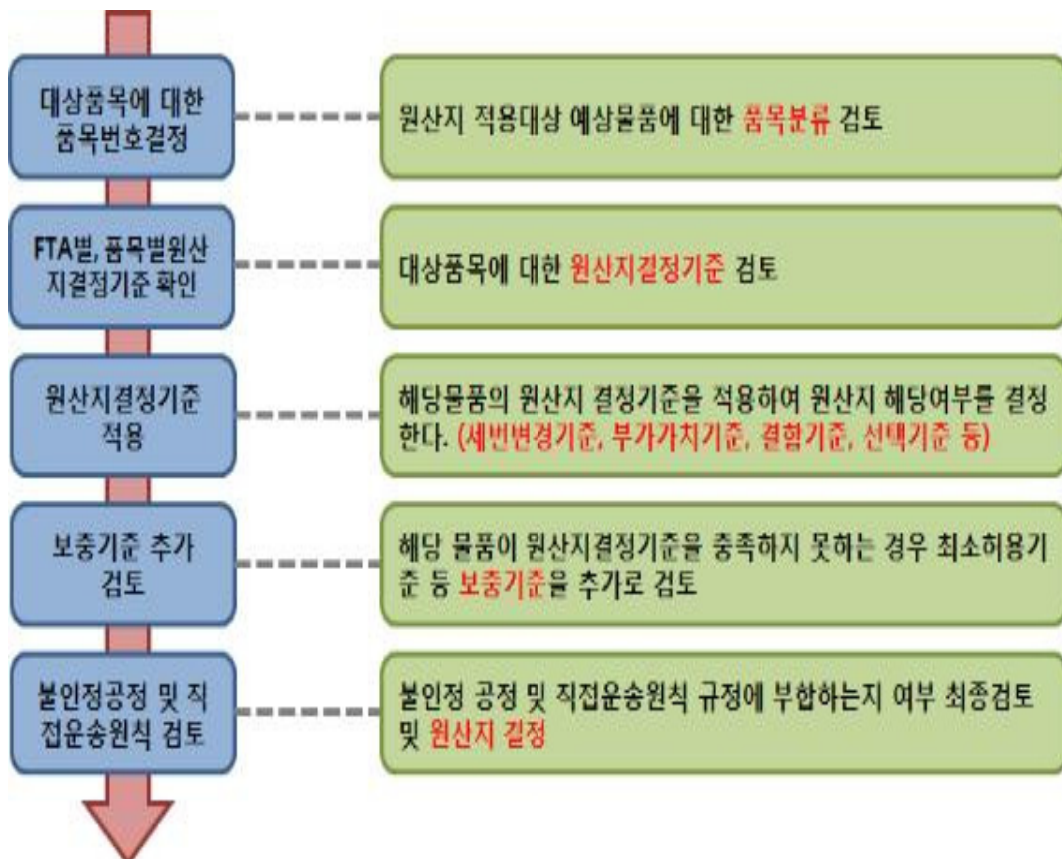 대상품목에 대한
품목번호결정
원산지 적용대상 예상물품에 대한 품목분류 검토
FTA별, 품목별원산
지결정기준 확인
대상품목에 대한 원산지결정기준 검토
원산지결정기준
적용
해당물품의 원산지 결정기준을 적용하여 원산지 해당여부를 결정
한다. (세번변경기준, 부가가치기준, 결합기준, 선택기준 등)
보충기준 추가
검토
해당 물품이 원산지결정기준을 충족하지 못하는 경우 최소허용기
준 등 보충기준을 추가로 검토
불인정공정 및 직
접운송원칙 검토
불인정 공정 및 직접운송원칙 규정에 부합하는지 여부 최종검토
및 원산지 결정